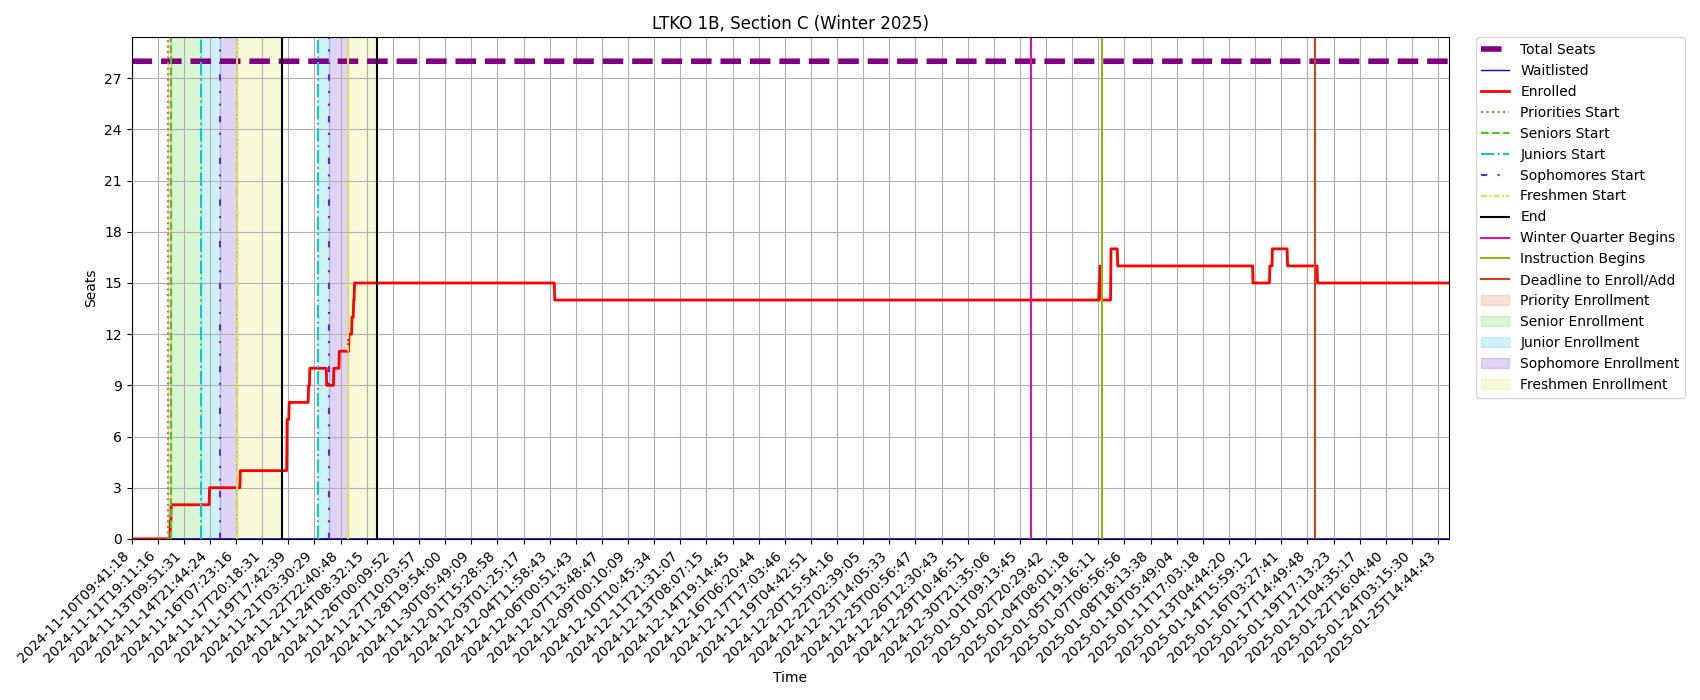 LTKO 1B, Section C (Winter 2025)
Seats
27
24
21
18
15
12
9
6
3
0
2024-11-10T09:41:18
2024-11-11T19:11:16
2024-11-13T09:51:31
2024-11-14T21:44:24
2024-11-16T07:23:16
2024-11-17T20:18:31
2024-11-19T17:42:39
2024-11-21T03:30:29
2024-11-22T22:40:48
2024-11-24T08:32:15
2024-11-26T00:09:52
2024-11-27T10:03:57
2024-11-28T19:54:00
2024-11-30T05:49:09
2024-12-01T15:28:58
2024-12-03T01:25:17
2024-12-04T11:58:43
2024-12-06T00:51:43
2024-12-07T13:48:47
2024-12-09T00:10:09
2024-12-10T10:45:34
2024-12-11T21:31:07
2024-12-13T08:07:15
2024-12-14T19:14:45
2024-12-16T06:20:44
2024-12-17T17:03:46
2024-12-19T04:42:51
2024-12-20T15:54:16
2024-12-22T02:39:05
2024-12-23T14:05:33
2024-12-25T00:56:47
2024-12-26T12:30:43
2024-12-29T10:46:51
2024-12-30T21:35:06
2025-01-01T09:13:45
2025-01-02T20:29:42
2025-01-04T08:01:18
2025-01-05T19:16:11
2025-01-07T06:56:56
2025-01-08T18:13:38
2025-01-10T05:49:04
2025-01-11T17:03:18
2025-01-13T04:44:20
2025-01-14T15:59:12
2025-01-16T03:27:41
2025-01-17T14:49:48
2025-01-19T17:13:23
2025-01-21T04:35:17
2025-01-22T16:04:40
2025-01-24T03:15:30
2025-01-25T14:44:43
Time
Total Seats
Waitlisted
Enrolled
Priorities Start
Seniors Start
Juniors Start
Sophomores Start
Freshmen Start
End
Winter Quarter Begins
Instruction Begins
Deadline to Enroll/Add
Priority Enrollment
Senior Enrollment
Junior Enrollment
Sophomore Enrollment
Freshmen Enrollment